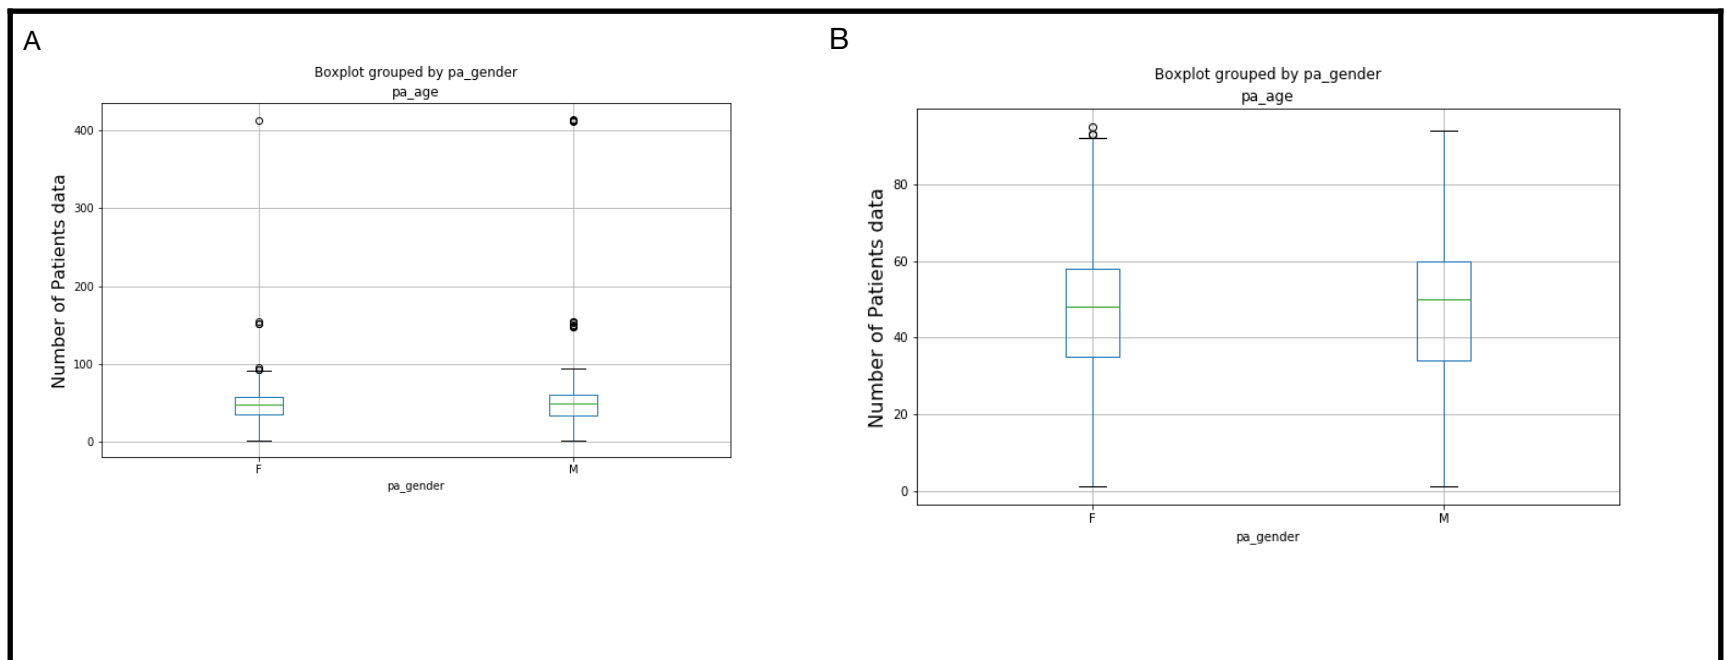 A
Boxplot grouped by pa_gender
pa_age
Number of Patients data
400
300
200
100
0
F
M
pa_gender
B
Boxplot grouped by pa_gender
pa_age
Number of Patients data
80
60
40
20
0
F
M
pa_gender